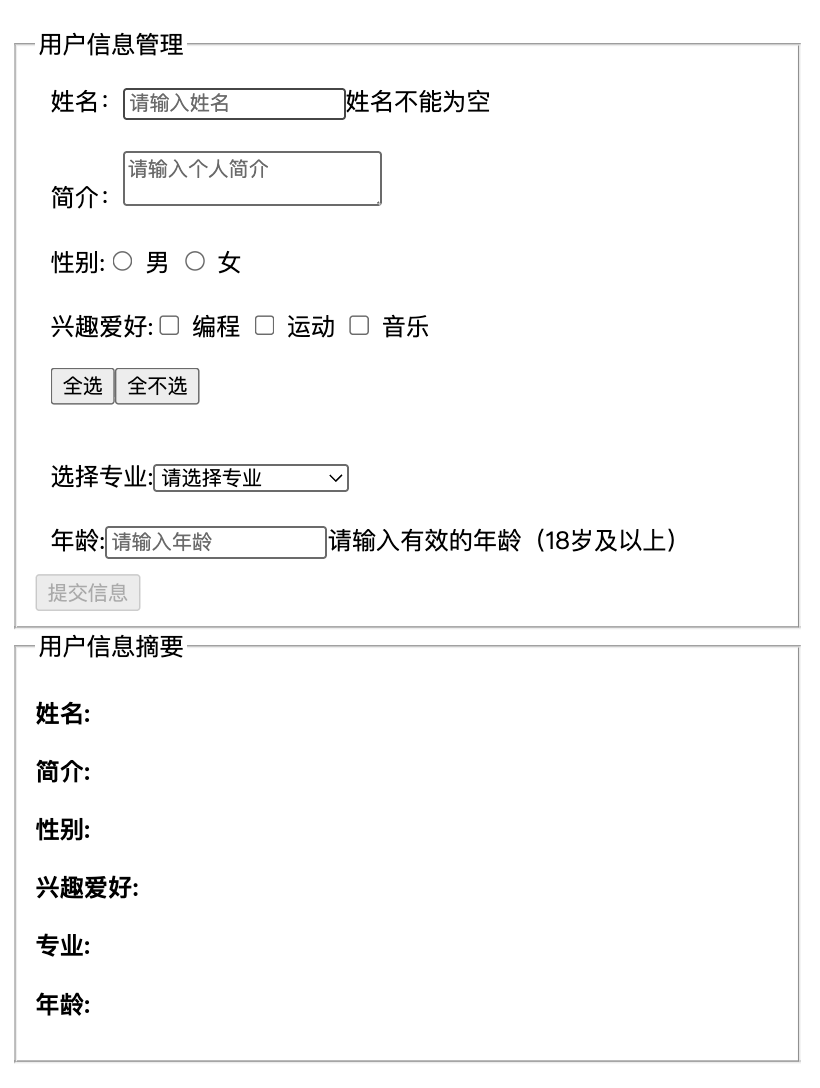 用户信息管理
姓名： 请输入姓名 姓名不能为空
请输入个人简介
简介：
性别: 男 女
兴趣爱好: 编程 运动 音乐
全选 全不选
选择专业: 请选择专业
年龄: 请输入年龄 请输入有效的年龄（18岁及以上）
提交信息
用户信息摘要
姓名:
简介:
性别:
兴趣爱好:
专业:
年龄: